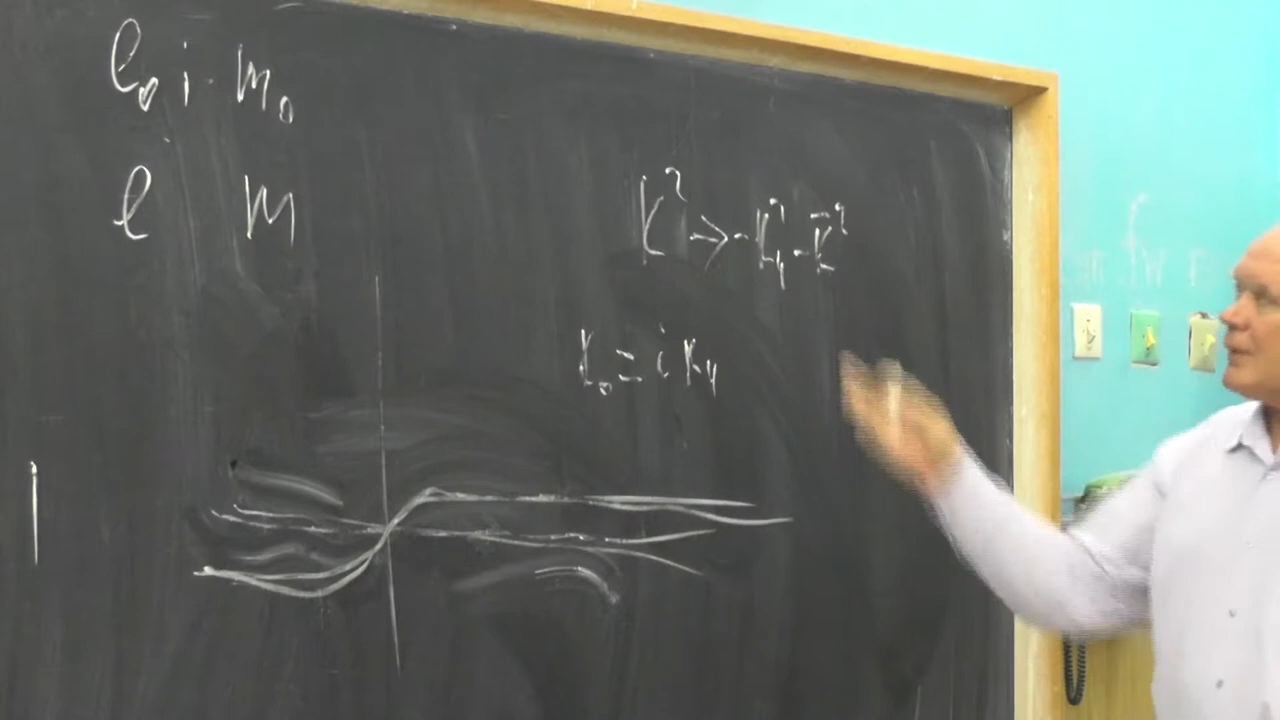 e₀ i m₀
e m
K² → -K₄² - K̄²
K₀ = i K₄